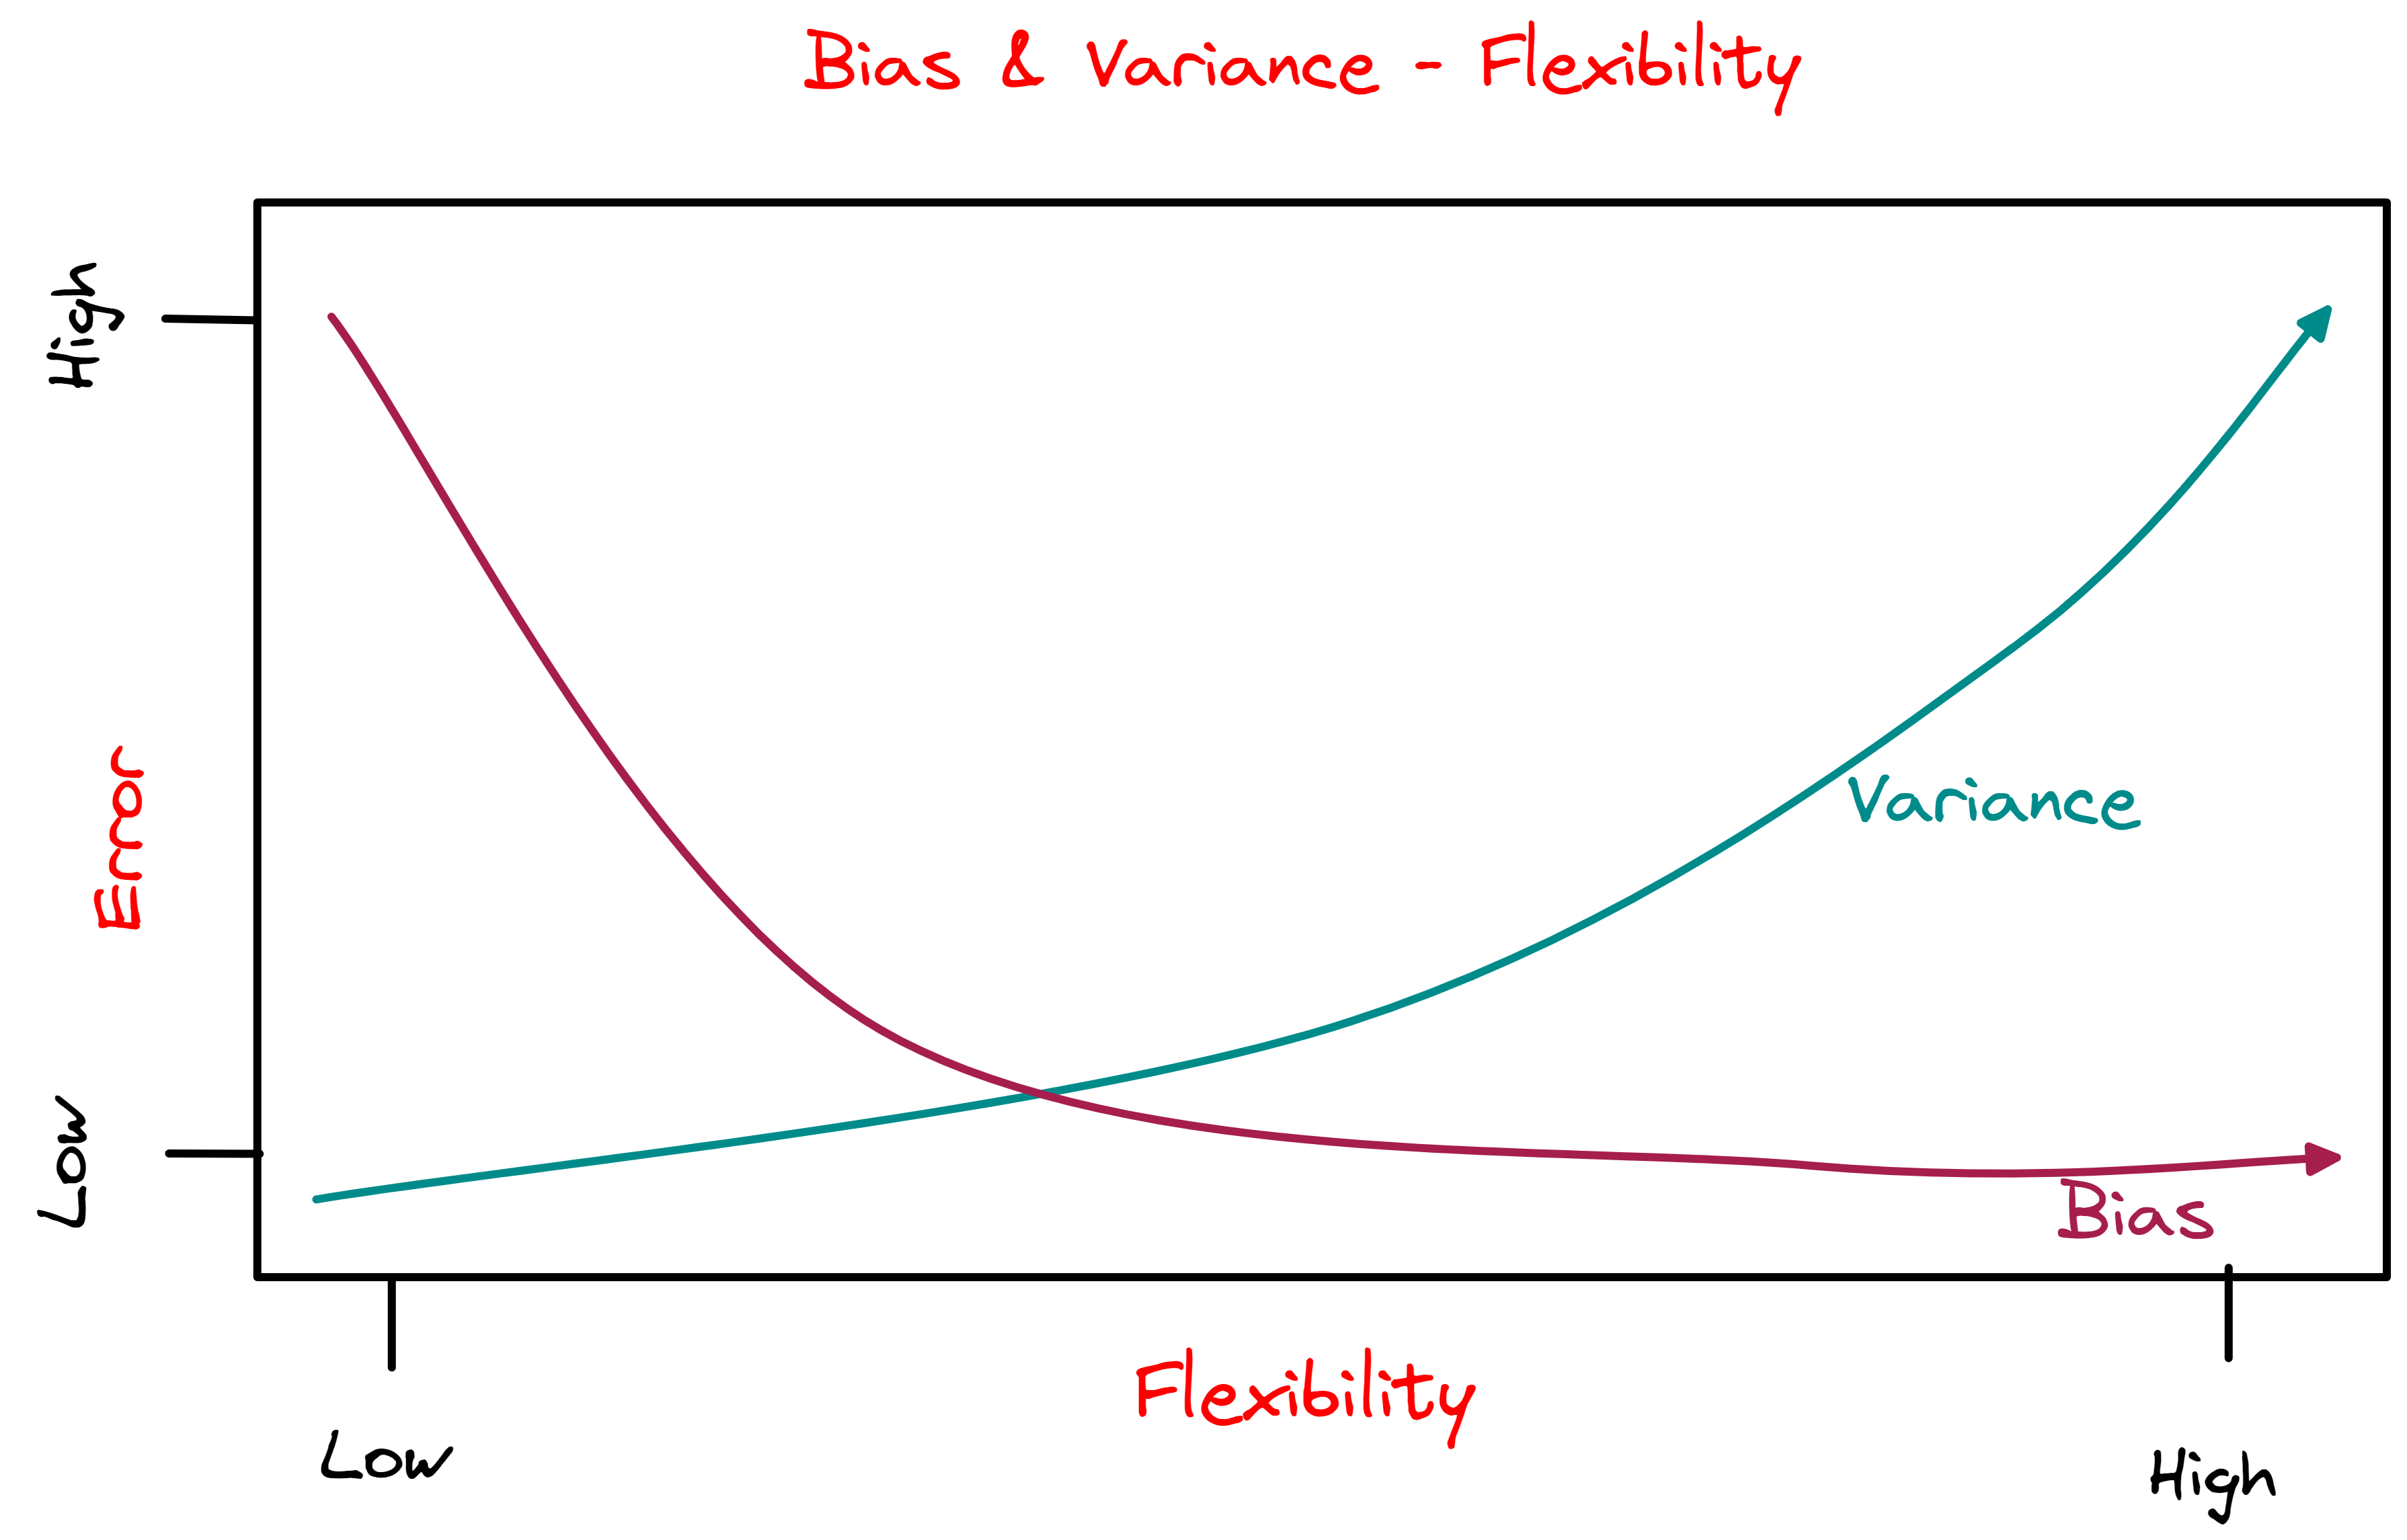 Bias & Variance - Flexibility
High
Error
Low
Variance
Bias
Low
Flexibility
High